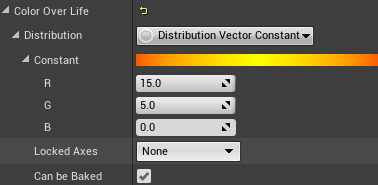 Color Over Life
Distribution Distribution Vector Constant
Constant
R 15.0
G 5.0
B 0.0
Locked Axes None
Can be Baked